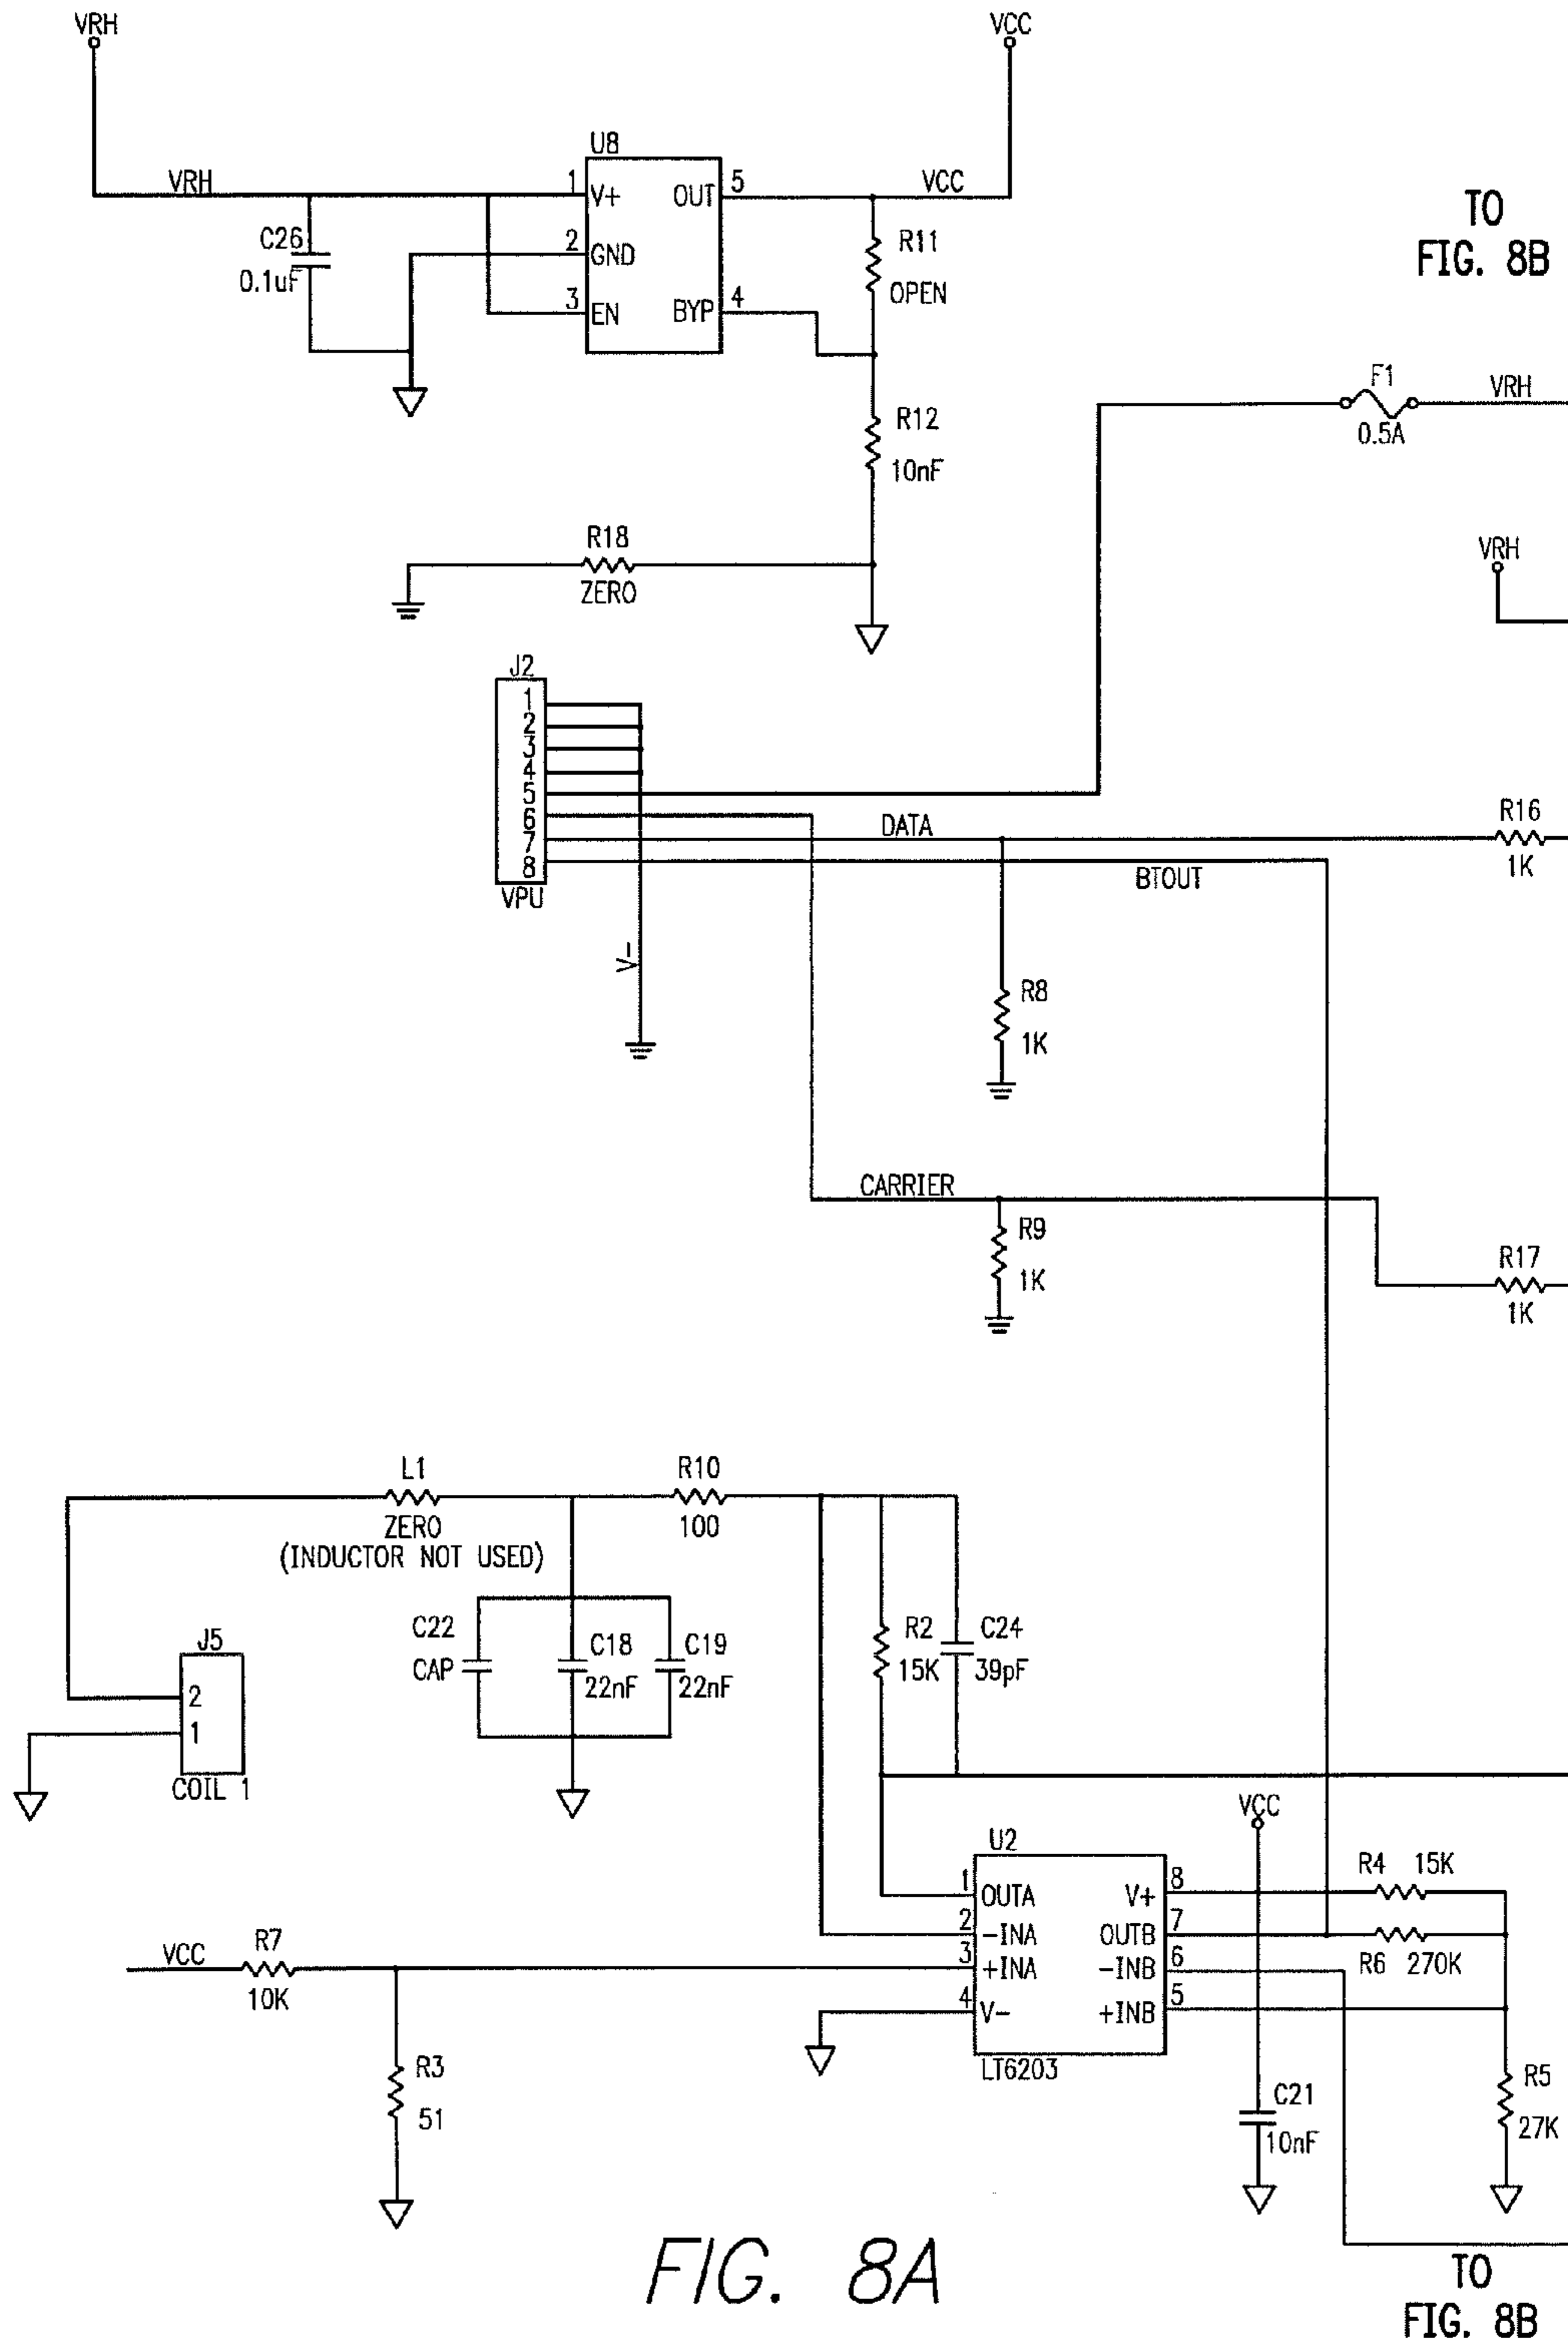 VRH
VCC
U8
VRH
1
V+
OUT
5
VCC
TO
FIG. 8B
C26
0.1uF
2
GND
R11
OPEN
3
EN
BYP
4
F1
VRH
0.5A
R12
10nF
R18
ZERO
VRH
J2
1
2
3
4
5
6
7
8
VPU
DATA
BTOUT
R16
1K
V-
R8
1K
CARRIER
R9
1K
R17
1K
L1
ZERO
(INDUCTOR NOT USED)
R10
100
C22
CAP
C18
22nF
C19
22nF
R2
15K
C24
39pF
J5
2
1
COIL 1
VCC
U2
1
OUTA
V+
8
R4 15K
2
-INA
OUTB
7
3
+INA
-INB
6
R6 270K
4
V-
+INB
5
LT6203
VCC
R7
10K
R3
51
C21
10nF
R5
27K
FIG. 8A
TO
FIG. 8B